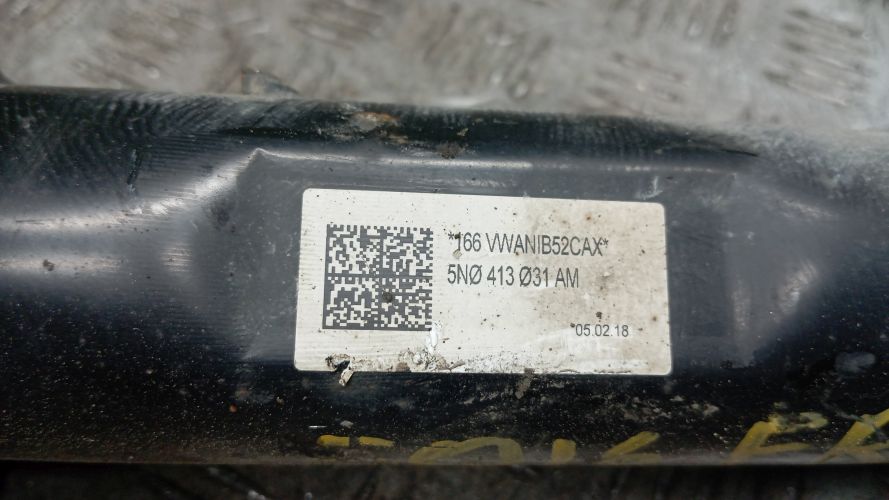 *166 VWANIB52CAX*
5NØ 413 Ø31 AM
05.02.18